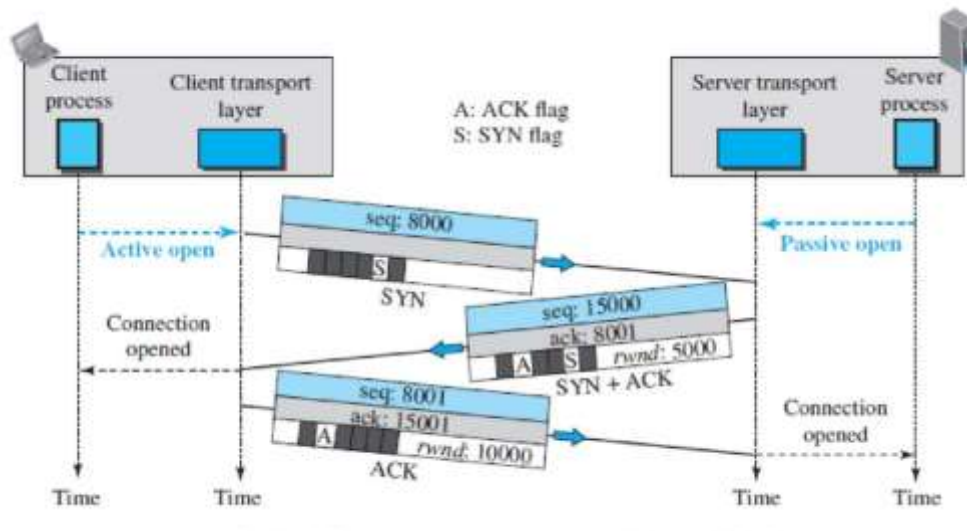 Client
process
Client transport
layer
A: ACK flag
S: SYN flag
Server transport
layer
Server
process
seq: 8000
S
SYN
Active open
Passive open
seq: 15000
ack: 8001
A S rwnd: 5000
SYN + ACK
Connection
opened
seq: 8001
ack: 15001
A rwnd: 10000
ACK
Connection
opened
Time
Time
Time
Time